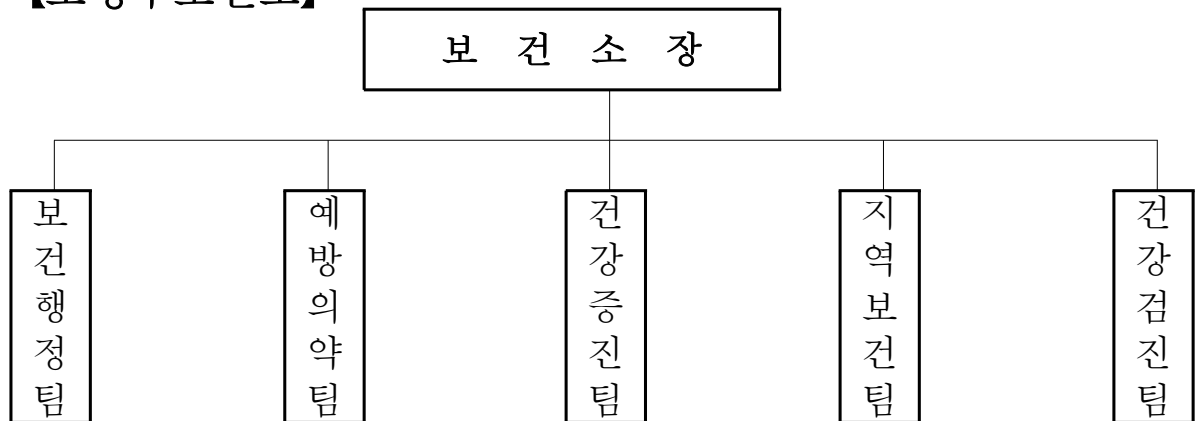 보 건 소 장
보건행정팀
예방의약팀
건강증진팀
지역보건팀
건강검진팀